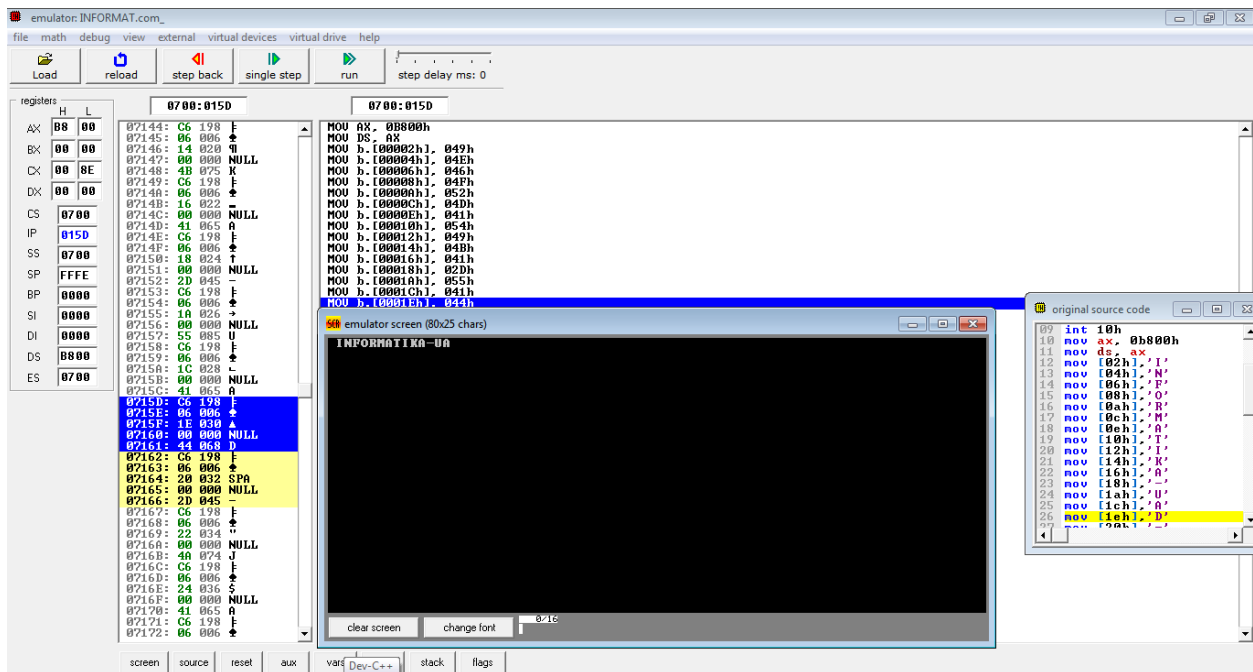 emulator: INFORMAT.com_
file math debug view external virtual devices virtual drive help
Load reload step back single step run step delay ms: 0
registers
H L
0700:015D 0700:015D
AX B8 00
BX 00 00
CX 00 8E
DX 00 00
CS 0700
IP 015D
SS 0700
SP FFFE
BP 0000
SI 0000
DI 0000
DS B800
ES 0700
07144: C6 198 ╞
07145: 06 006 ♠
07146: 14 020 ¶
07147: 00 000 NULL
07148: 4B 075 K
07149: C6 198 ╞
0714A: 06 006 ♠
0714B: 16 022 ▬
0714C: 00 000 NULL
0714D: 41 065 A
0714E: C6 198 ╞
0714F: 06 006 ♠
07150: 18 024 ↑
07151: 00 000 NULL
07152: 2D 045 -
07153: C6 198 ╞
07154: 06 006 ♠
07155: 1A 026 →
07156: 00 000 NULL
07157: 55 085 U
07158: C6 198 ╞
07159: 06 006 ♠
0715A: 1C 028 ∟
0715B: 00 000 NULL
0715C: 41 065 A
0715D: C6 198 ╞
0715E: 06 006 ♠
0715F: 1E 030 ▲
07160: 00 000 NULL
07161: 44 068 D
07162: C6 198 ╞
07163: 06 006 ♠
07164: 20 032 SPA
07165: 00 000 NULL
07166: 2D 045 -
07167: C6 198 ╞
07168: 06 006 ♠
07169: 22 034 "
0716A: 00 000 NULL
0716B: 4A 074 J
0716C: C6 198 ╞
0716D: 06 006 ♠
0716E: 24 036 $
0716F: 00 000 NULL
07170: 41 065 A
07171: C6 198 ╞
07172: 06 006 ♠
MOV AX, 0B800h
MOV DS, AX
MOV b.[00002h], 049h
MOV b.[00004h], 04Eh
MOV b.[00006h], 046h
MOV b.[00008h], 04Fh
MOV b.[0000Ah], 052h
MOV b.[0000Ch], 04Dh
MOV b.[0000Eh], 041h
MOV b.[00010h], 054h
MOV b.[00012h], 049h
MOV b.[00014h], 04Bh
MOV b.[00016h], 041h
MOV b.[00018h], 02Dh
MOV b.[0001Ah], 055h
MOV b.[0001Ch], 041h
MOV b.[0001Eh], 044h
emulator screen (80x25 chars)
INFORMATIKA-UA
clear screen change font 0/16
original source code
09 int 10h
10 mov ax, 0b800h
11 mov ds, ax
12 mov [02h],'I'
13 mov [04h],'N'
14 mov [06h],'F'
15 mov [08h],'O'
16 mov [0ah],'R'
17 mov [0ch],'M'
18 mov [0eh],'A'
19 mov [10h],'T'
20 mov [12h],'I'
21 mov [14h],'K'
22 mov [16h],'A'
23 mov [18h],'-'
24 mov [1ah],'U'
25 mov [1ch],'A'
26 mov [1eh],'D'
27 mov [20h],'-'
screen source reset aux vars Dev-C++ stack flags